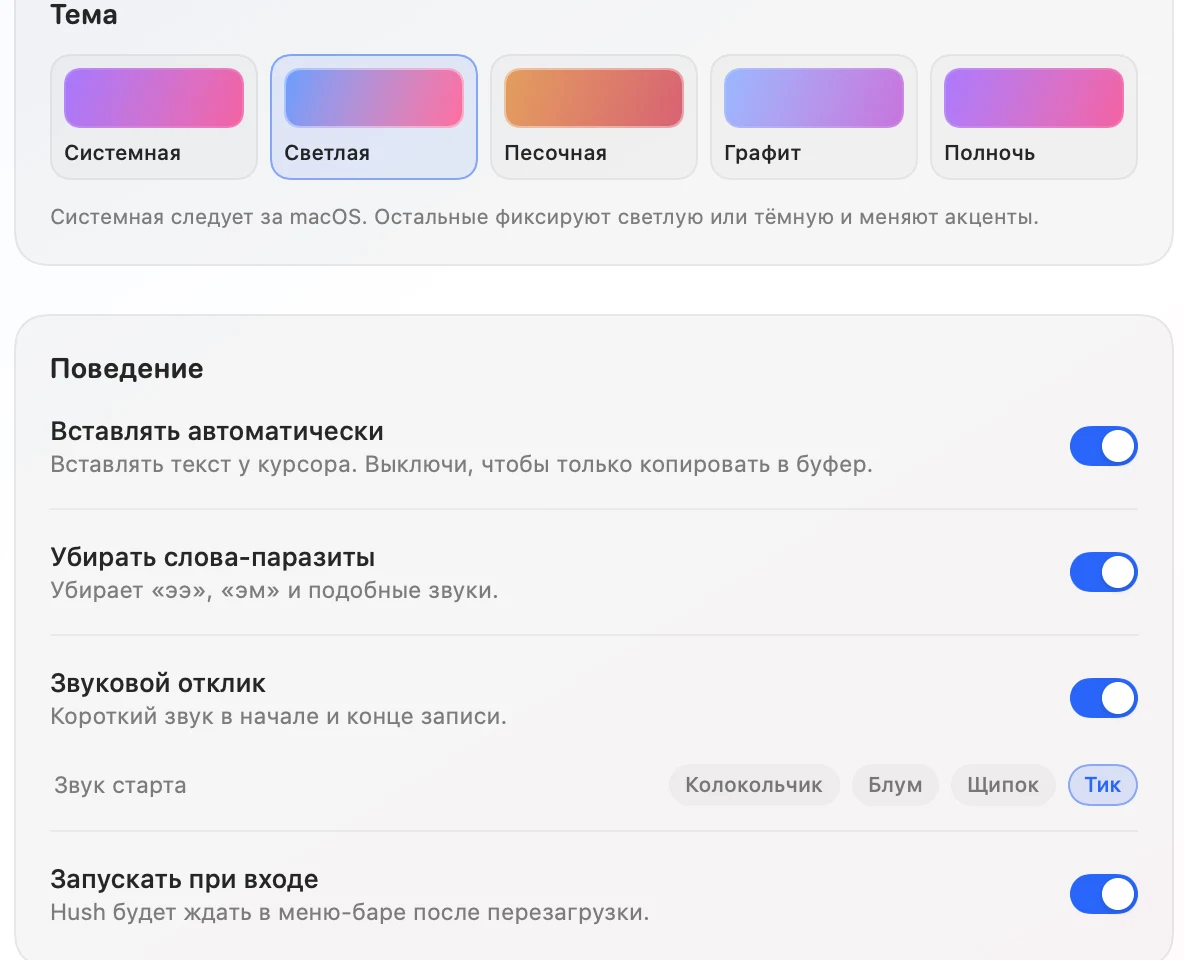 Тема
Системная
Светлая
Песочная
Графит
Полночь
Системная следует за macOS. Остальные фиксируют светлую или тёмную и меняют акценты.
Поведение
Вставлять автоматически
Вставлять текст у курсора. Выключи, чтобы только копировать в буфер.
Убирать слова-паразиты
Убирает «ээ», «эм» и подобные звуки.
Звуковой отклик
Короткий звук в начале и конце записи.
Звук старта
Колокольчик
Блум
Щипок
Тик
Запускать при входе
Hush будет ждать в меню-баре после перезагрузки.